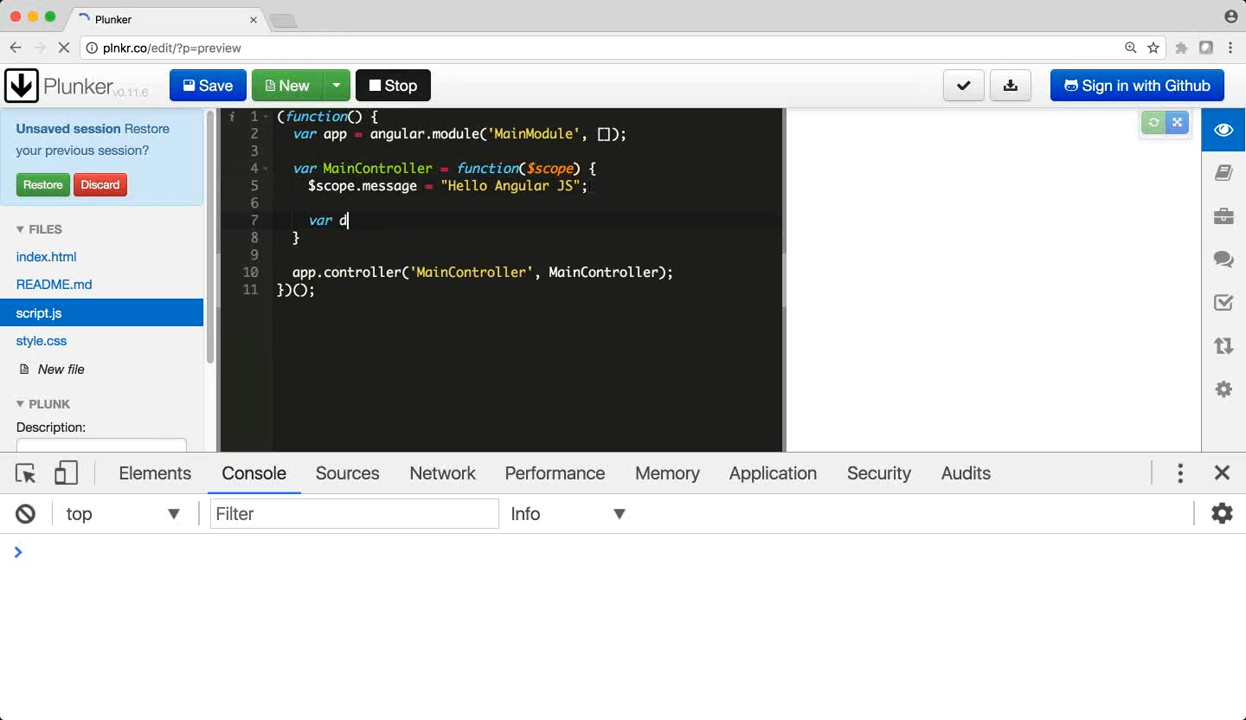 Plunker
plnkr.co/edit/?p=preview
Plunker v0.11.6
Save
New
Stop
Sign in with Github
Unsaved session Restore
your previous session?
Restore
Discard
FILES
index.html
README.md
script.js
style.css
New file
PLUNK
Description:
1 (function() {
2 var app = angular.module('MainModule', []);
3
4 var MainController = function($scope) {
5 $scope.message = "Hello Angular JS";
6
7 var d
8 }
9
10 app.controller('MainController', MainController);
11 })();
Elements Console Sources Network Performance Memory Application Security Audits
top Filter Info